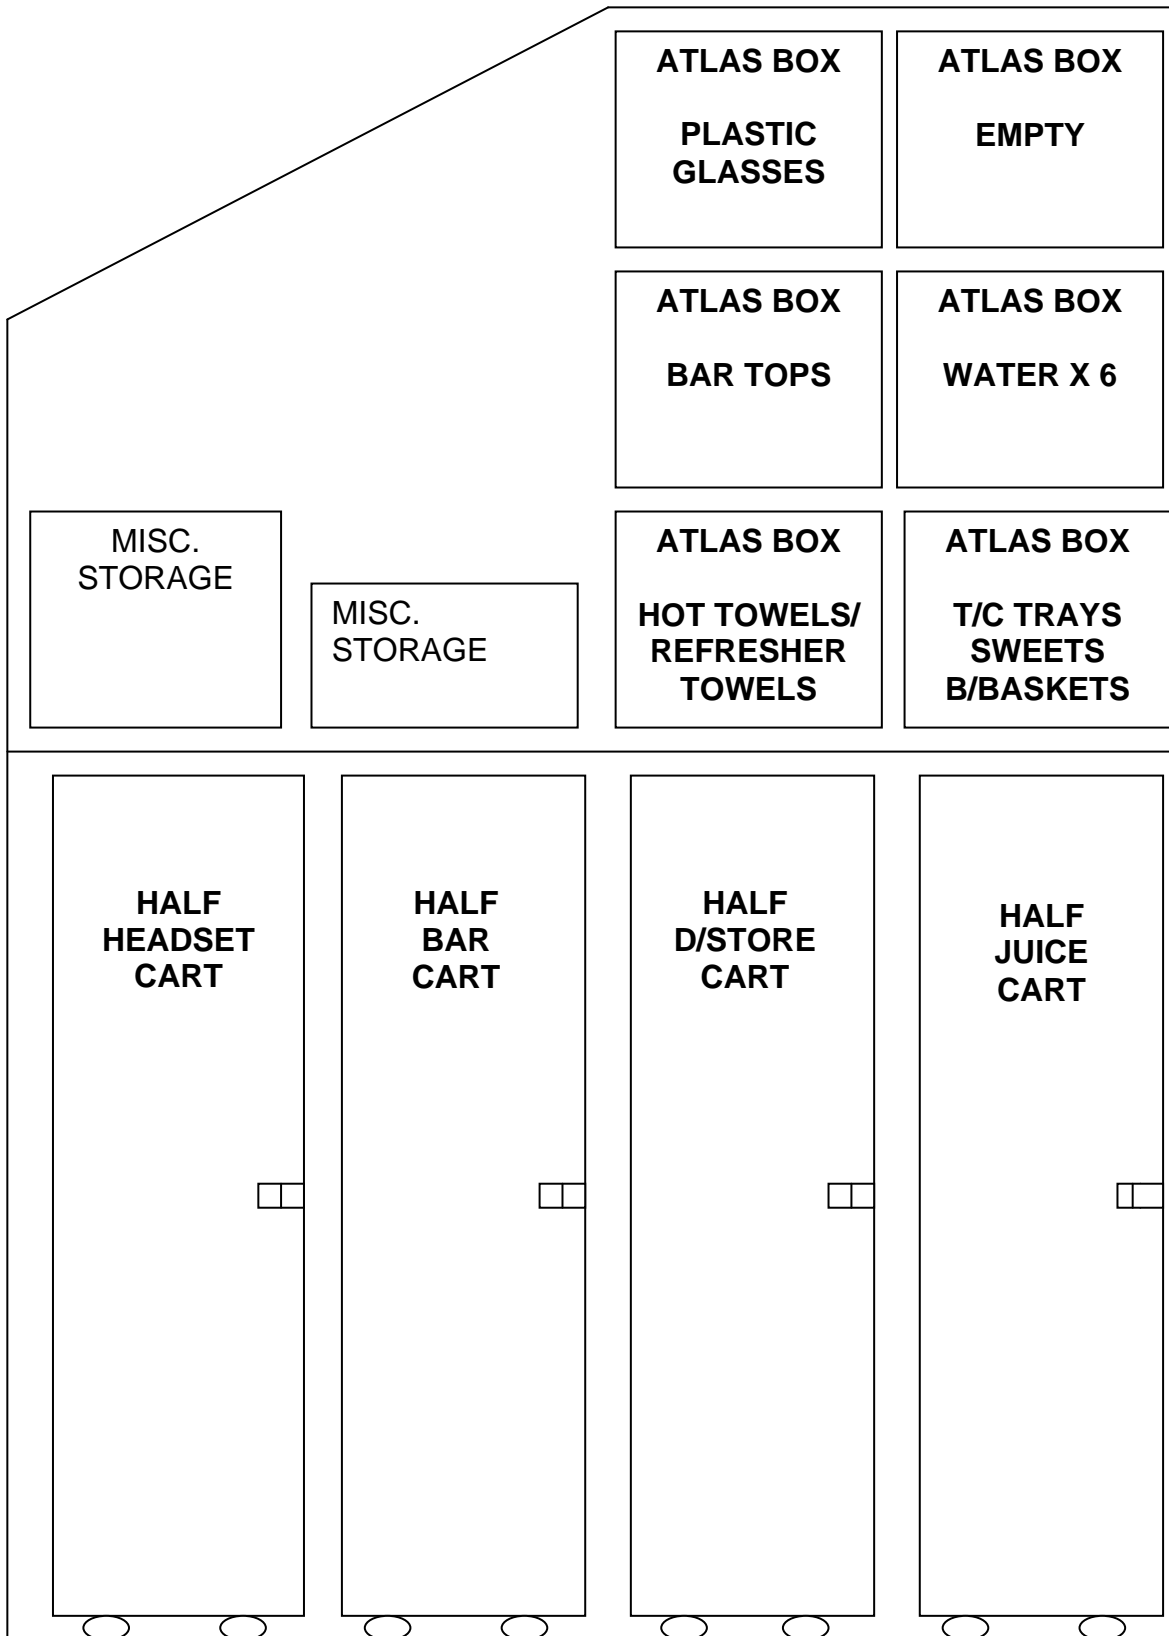 ATLAS BOX
PLASTIC
GLASSES
ATLAS BOX
EMPTY
ATLAS BOX
BAR TOPS
ATLAS BOX
WATER X 6
MISC.
STORAGE
MISC.
STORAGE
ATLAS BOX
HOT TOWELS/
REFRESHER
TOWELS
ATLAS BOX
T/C TRAYS
SWEETS
B/BASKETS
HALF
HEADSET
CART
HALF
BAR
CART
HALF
D/STORE
CART
HALF
JUICE
CART